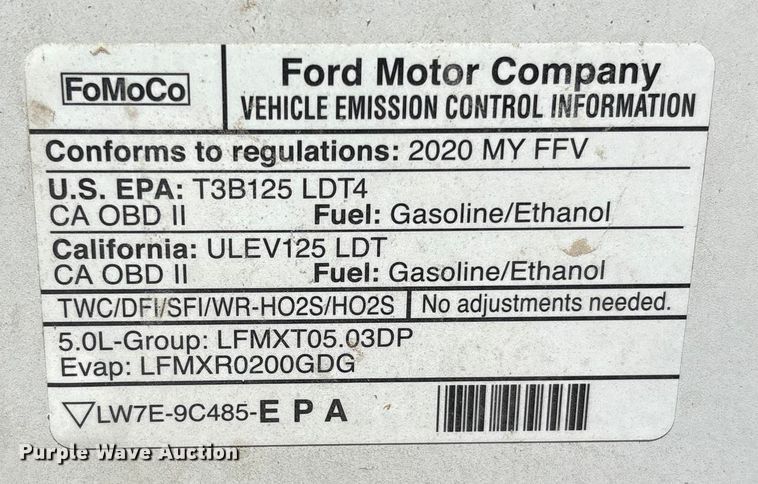 FoMoCo
Ford Motor Company
VEHICLE EMISSION CONTROL INFORMATION
Conforms to regulations: 2020 MY FFV
U.S. EPA: T3B125 LDT4
CA OBD II Fuel: Gasoline/Ethanol
California: ULEV125 LDT
CA OBD II Fuel: Gasoline/Ethanol
TWC/DFI/SFI/WR-HO2S/HO2S No adjustments needed.
5.0L-Group: LFMXT05.03DP
Evap: LFMXR0200GDG
▽LW7E-9C485-E P A
Purple Wave Auction